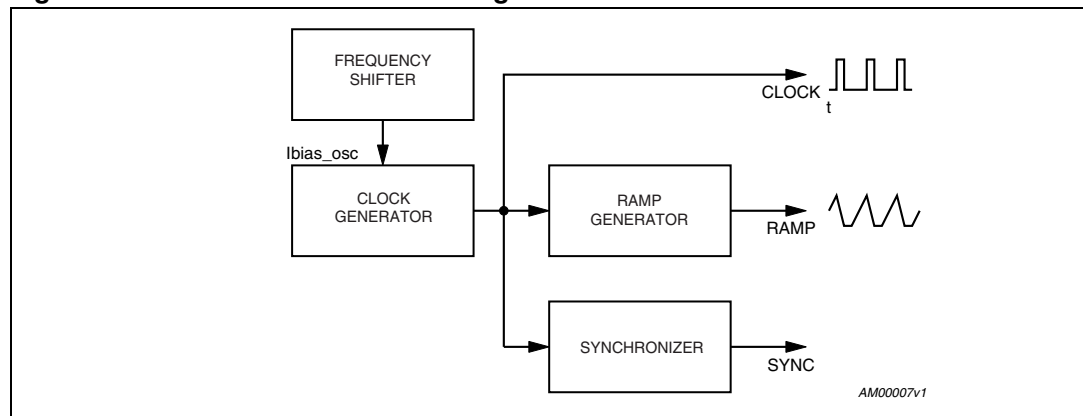 FREQUENCY
SHIFTER
CLOCK
t
Ibias_osc
CLOCK
GENERATOR
RAMP
GENERATOR
RAMP
SYNCHRONIZER
SYNC
AM00007v1